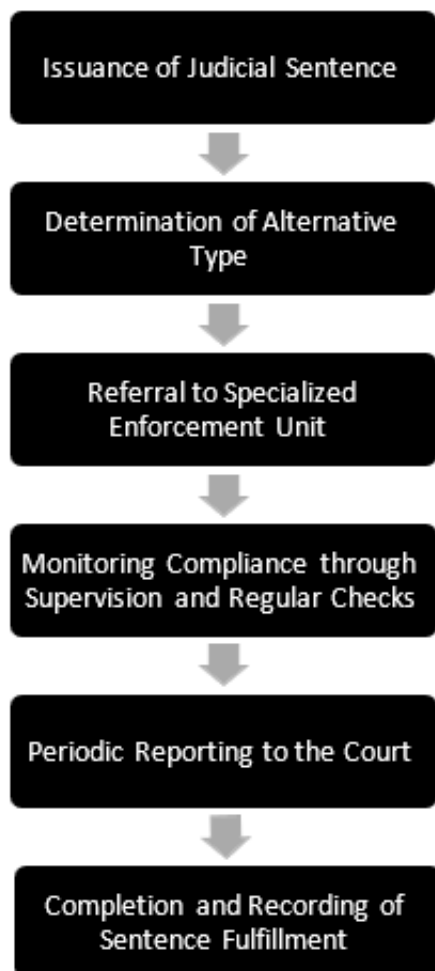 Issuance of Judicial Sentence
Determination of Alternative
Type
Referral to Specialized
Enforcement Unit
Monitoring Compliance through
Supervision and Regular Checks
Periodic Reporting to the Court
Completion and Recording of
Sentence Fulfillment